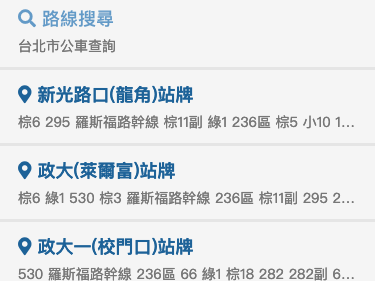 路線搜尋
台北市公車查詢
新光路口(龍角)站牌
棕6 295 羅斯福路幹線 棕11副 綠1 236區 棕5 小10 1...
政大(萊爾富)站牌
棕6 綠1 530 棕3 羅斯福路幹線 236區 棕11副 295 2...
政大一(校門口)站牌
530 羅斯福路幹線 236區 66 綠1 棕18 282 282副 6...